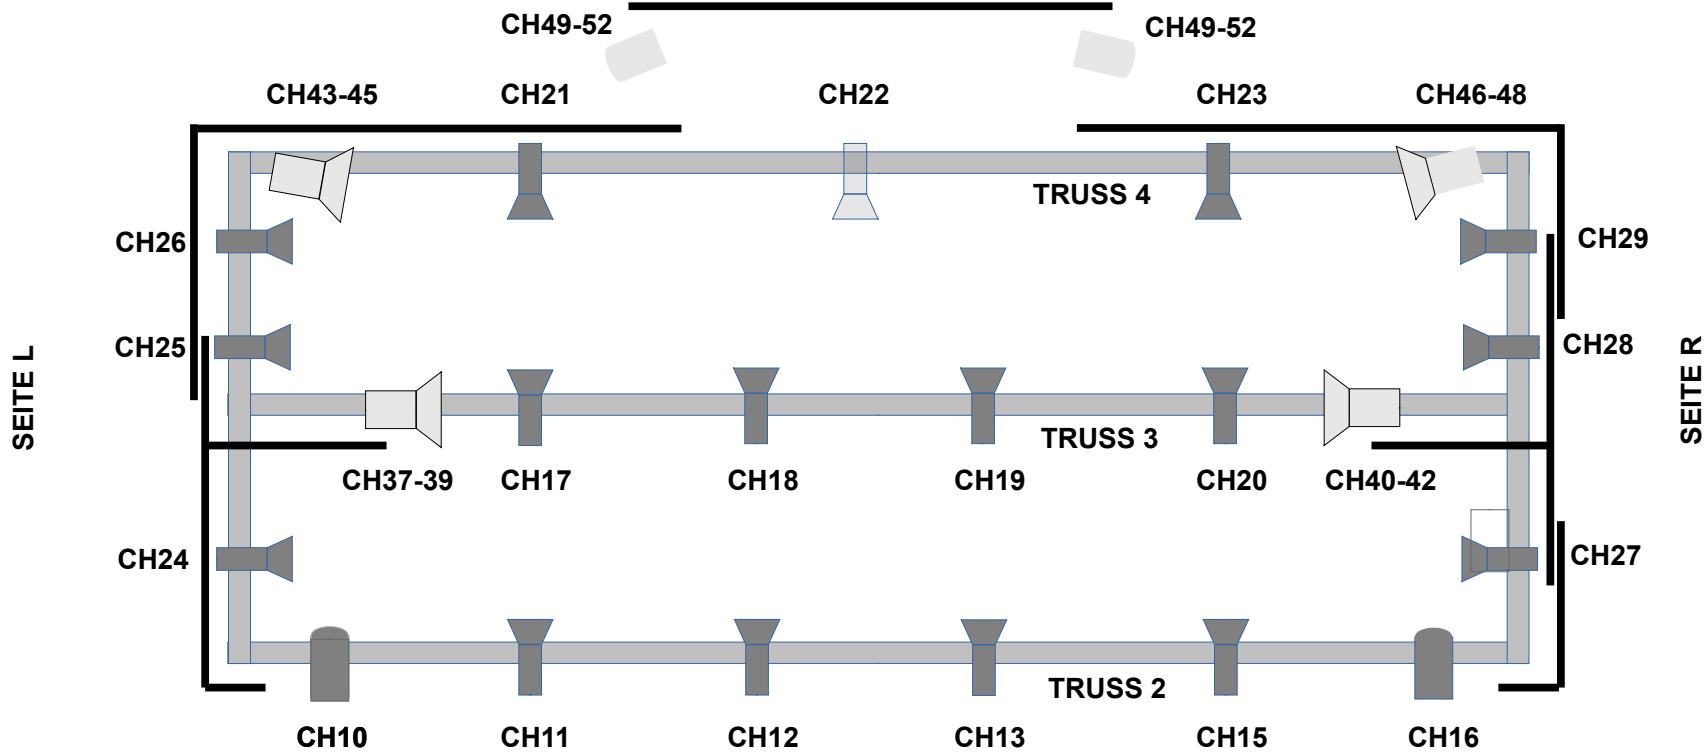 CH49-52
CH49-52
CH43-45
CH21
CH22
CH23
CH46-48
TRUSS 4
CH26
CH29
CH25
CH28
SEITE L
SEITE R
TRUSS 3
CH37-39
CH17
CH18
CH19
CH20
CH40-42
CH24
CH27
TRUSS 2
CH10
CH11
CH12
CH13
CH15
CH16